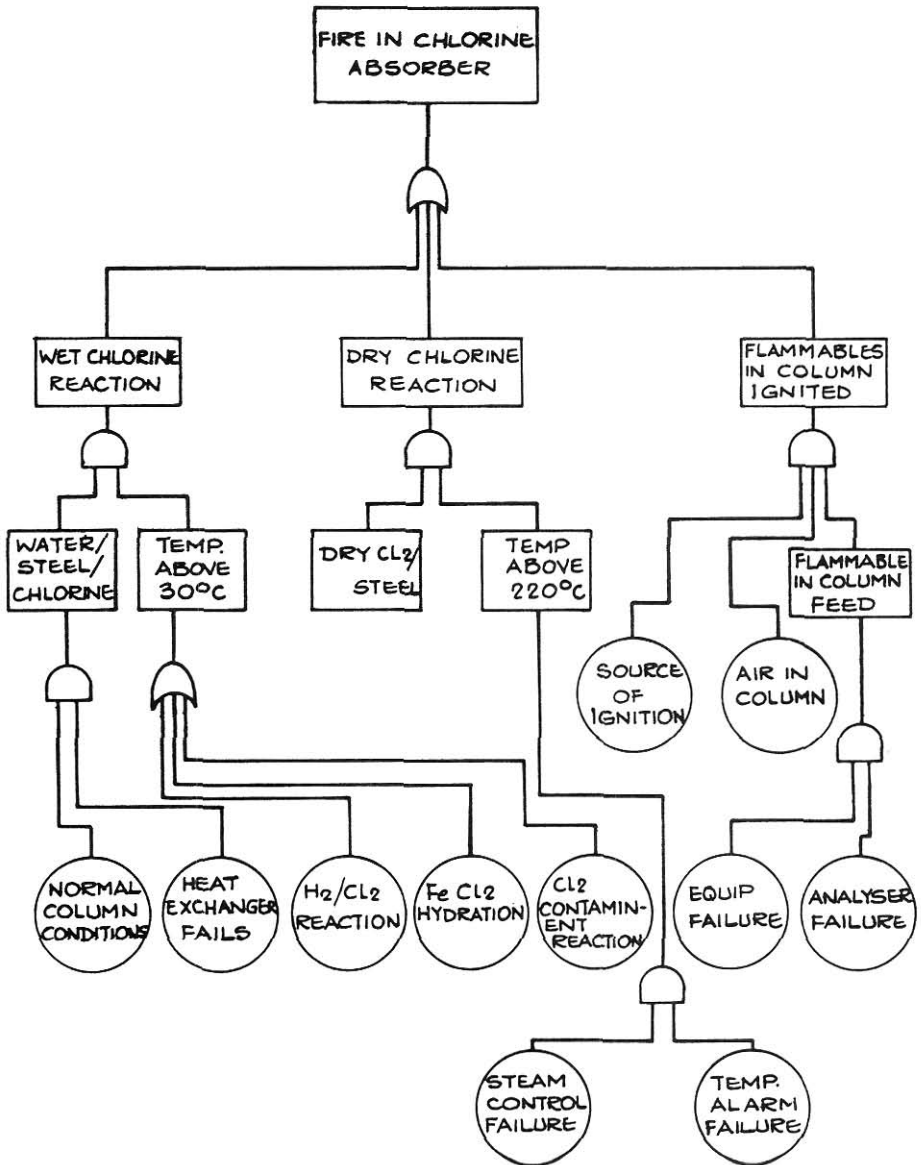 FIRE IN CHLORINE
ABSORBER
WET CHLORINE
REACTION
DRY CHLORINE
REACTION
FLAMMABLES
IN COLUMN
IGNITED
WATER/
STEEL/
CHLORINE
TEMP.
ABOVE
30°C
DRY Cl2/
STEEL
TEMP
ABOVE
220°C
FLAMMABLE
IN COLUMN
FEED
SOURCE
OF
IGNITION
AIR IN
COLUMN
NORMAL
COLUMN
CONDITIONS
HEAT
EXCHANGER
FAILS
H2/Cl2
REACTION
Fe Cl2
HYDRATION
Cl2
CONTAMIN-
ENT
REACTION
EQUIP
FAILURE
ANALYSER
FAILURE
STEAM
CONTROL
FAILURE
TEMP.
ALARM
FAILURE